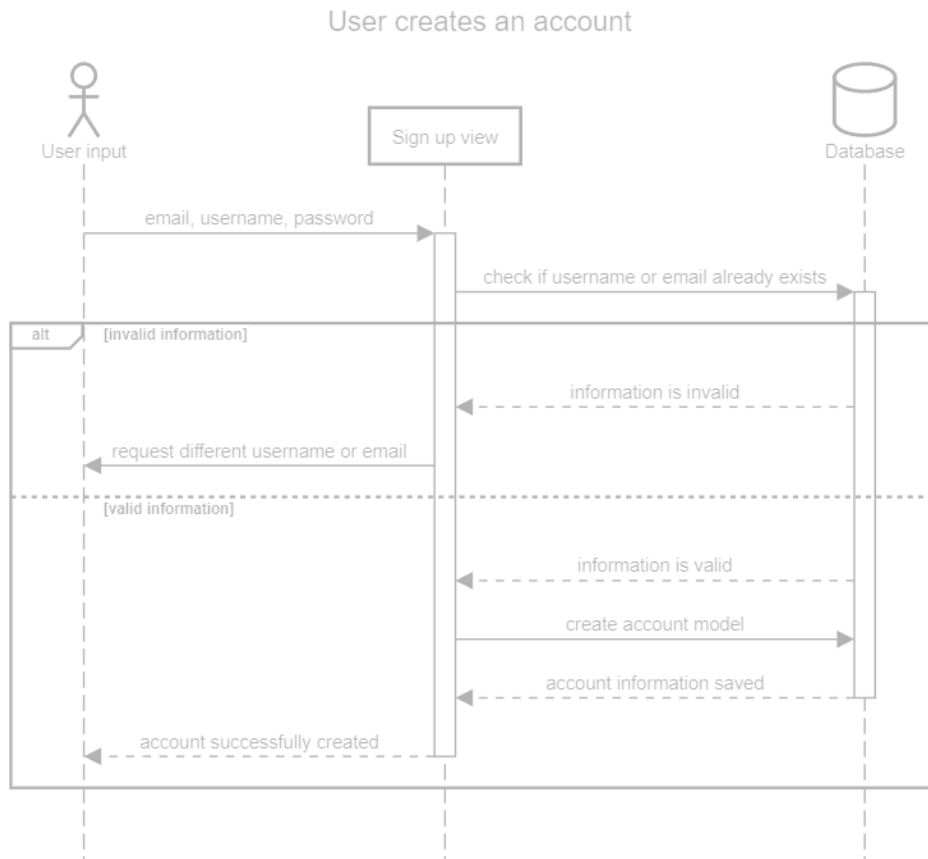 User creates an account
User input
Sign up view
Database
email, username, password
check if username or email already exists
alt
[invalid information]
information is invalid
request different username or email
[valid information]
information is valid
create account model
account information saved
account successfully created